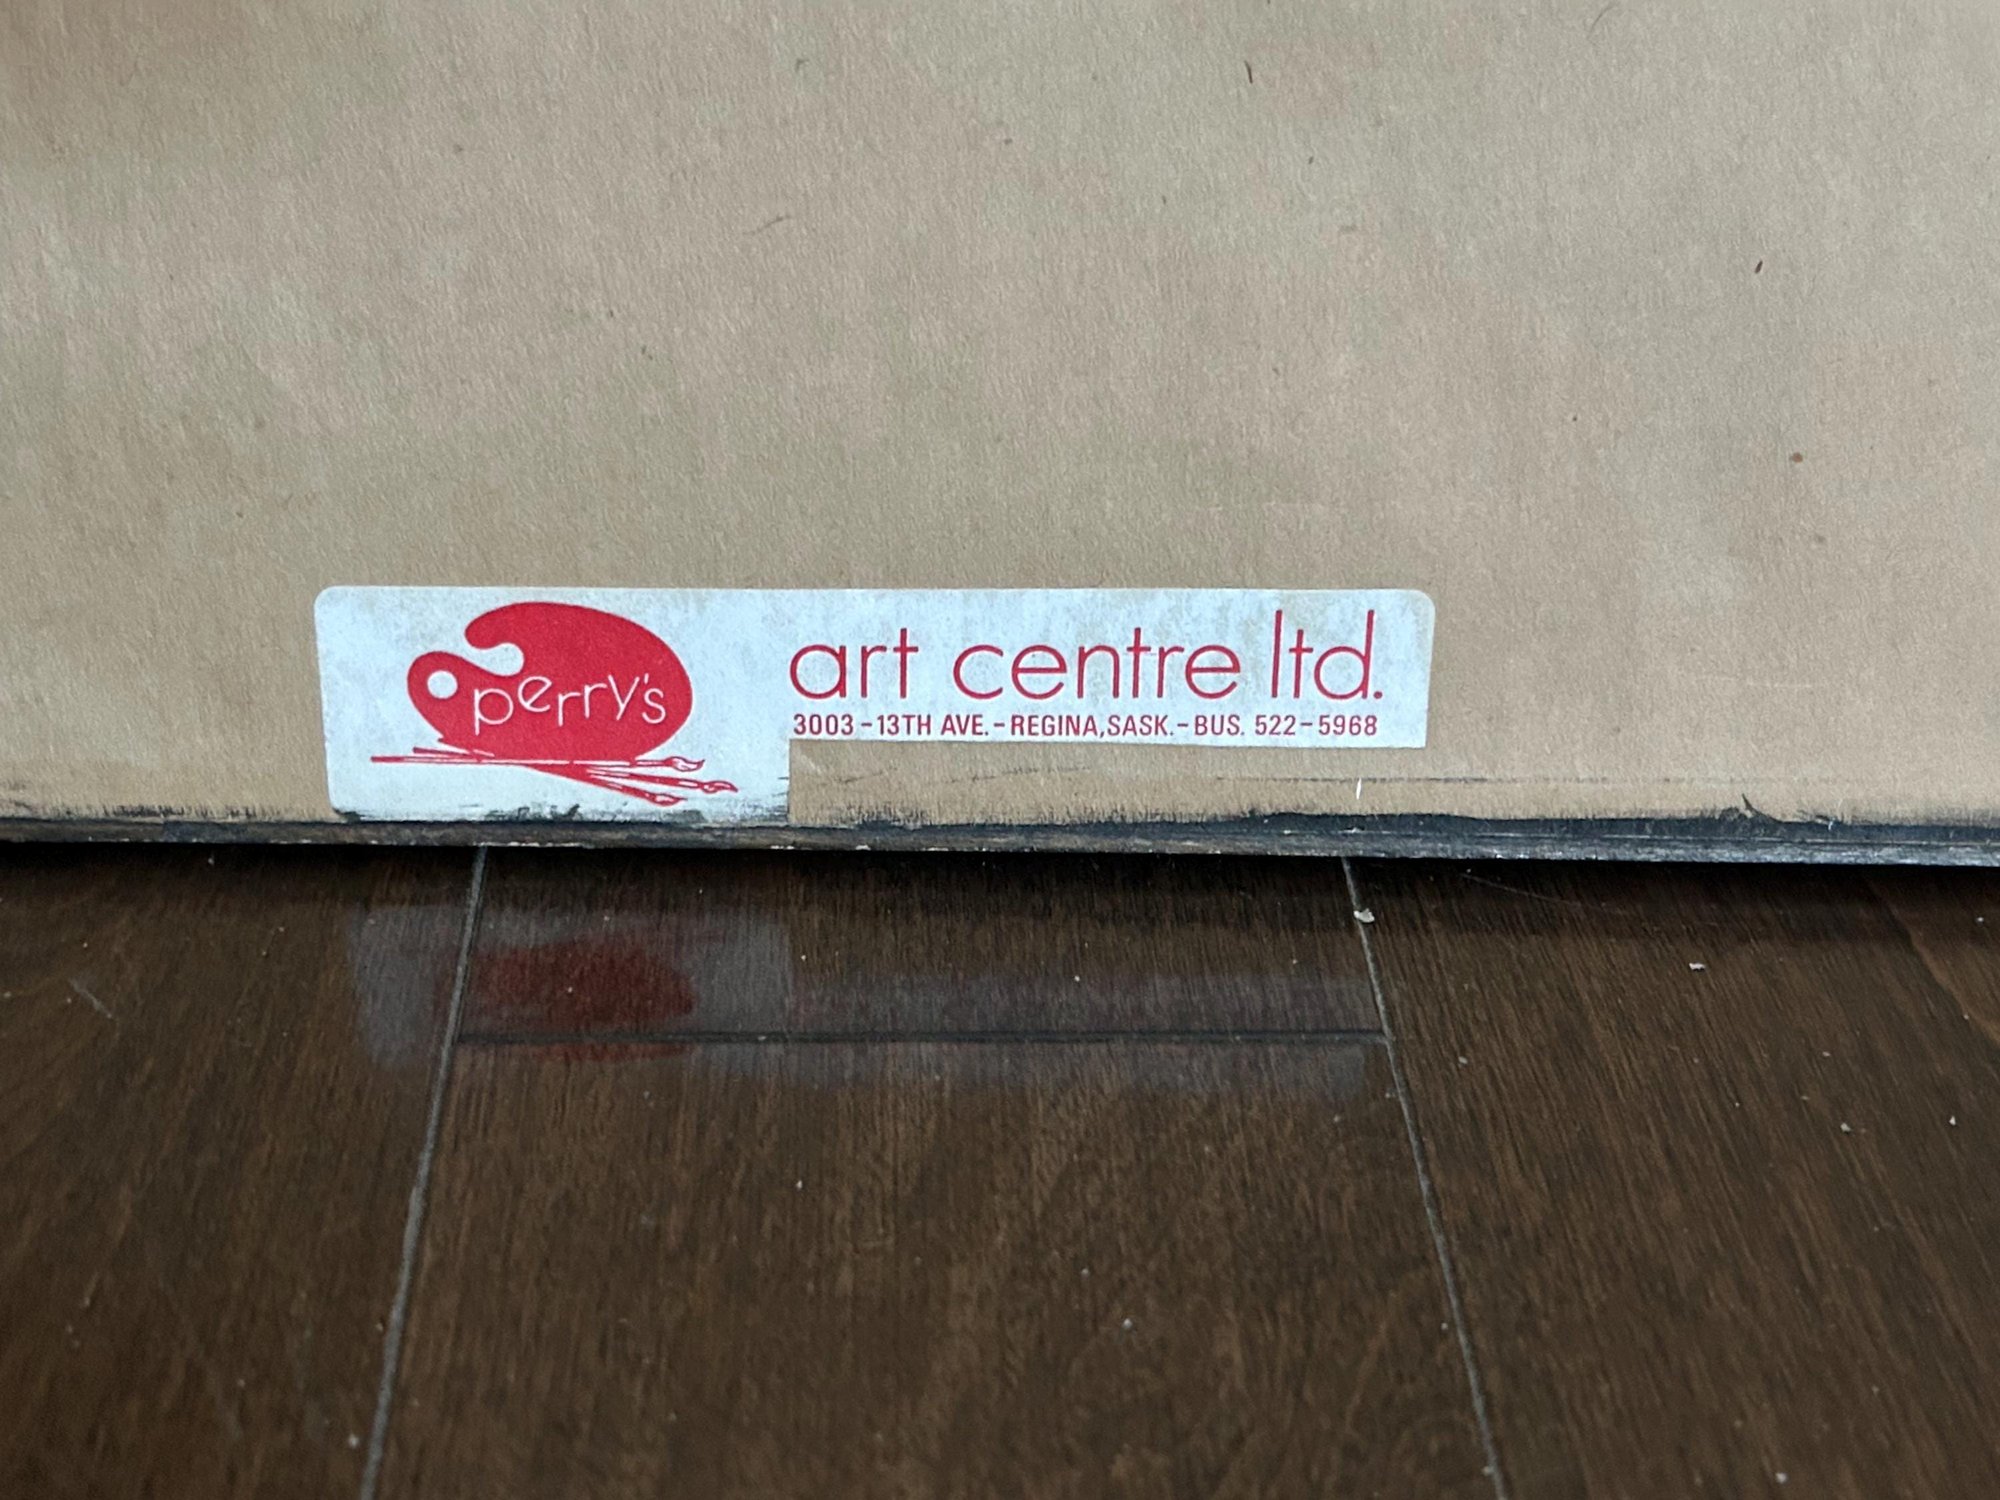 perry's
art centre ltd.
3003-13TH AVE.-REGINA,SASK.-BUS. 522-5968